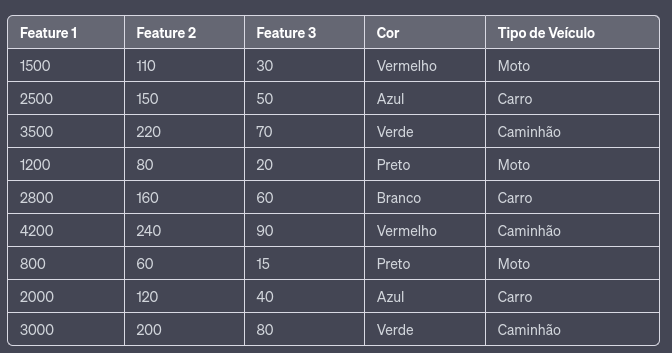 Feature 1 Feature 2 Feature 3 Cor Tipo de Veículo
1500 110 30 Vermelho Moto
2500 150 50 Azul Carro
3500 220 70 Verde Caminhão
1200 80 20 Preto Moto
2800 160 60 Branco Carro
4200 240 90 Vermelho Caminhão
800 60 15 Preto Moto
2000 120 40 Azul Carro
3000 200 80 Verde Caminhão